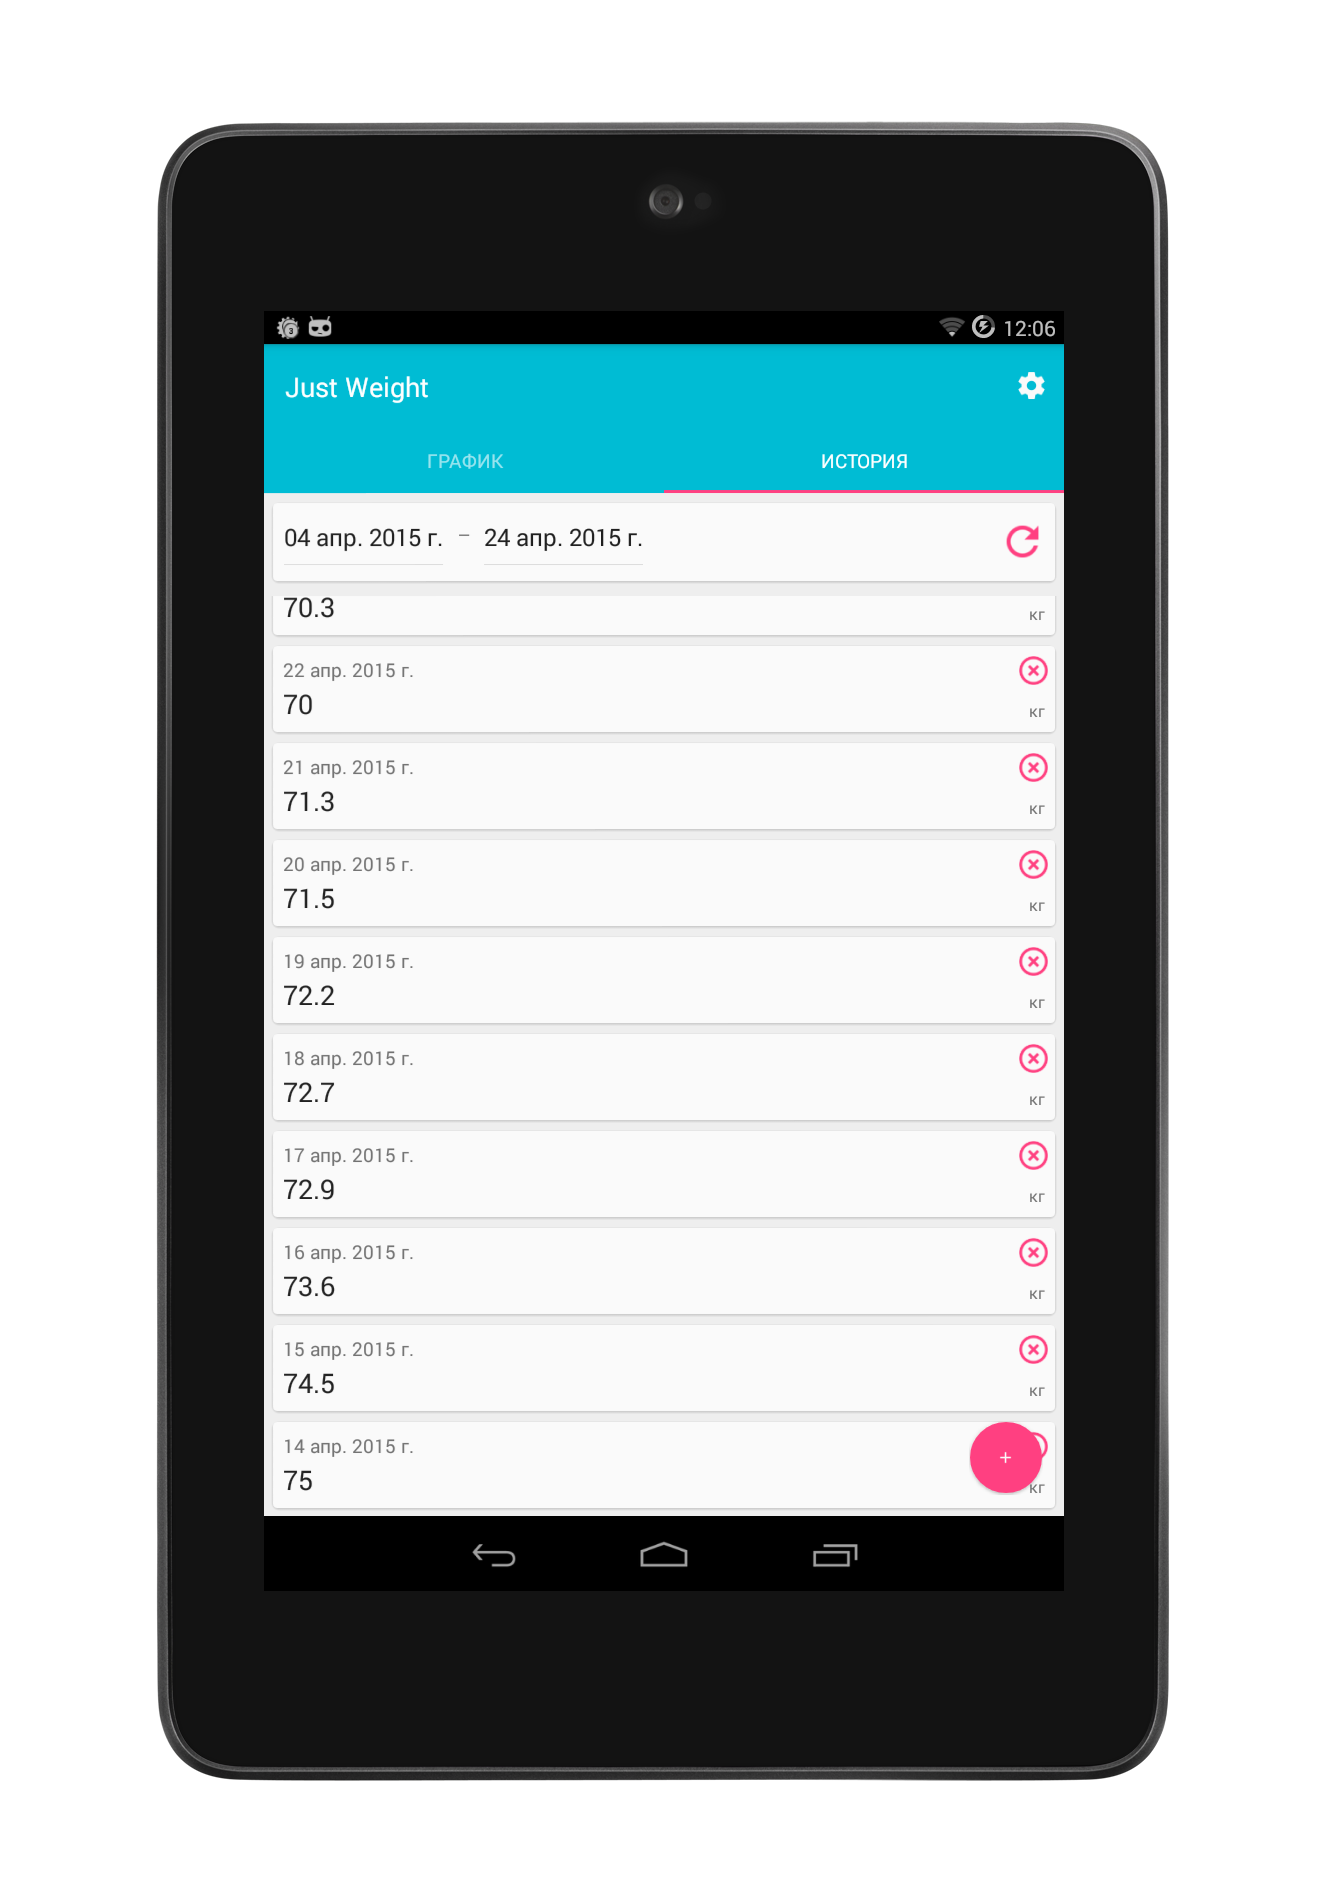 12:06
Just Weight
ГРАФИК ИСТОРИЯ
04 апр. 2015 г. – 24 апр. 2015 г.
70.3 кг
22 апр. 2015 г.
70 кг
21 апр. 2015 г.
71.3 кг
20 апр. 2015 г.
71.5 кг
19 апр. 2015 г.
72.2 кг
18 апр. 2015 г.
72.7 кг
17 апр. 2015 г.
72.9 кг
16 апр. 2015 г.
73.6 кг
15 апр. 2015 г.
74.5 кг
14 апр. 2015 г.
+
75 кг